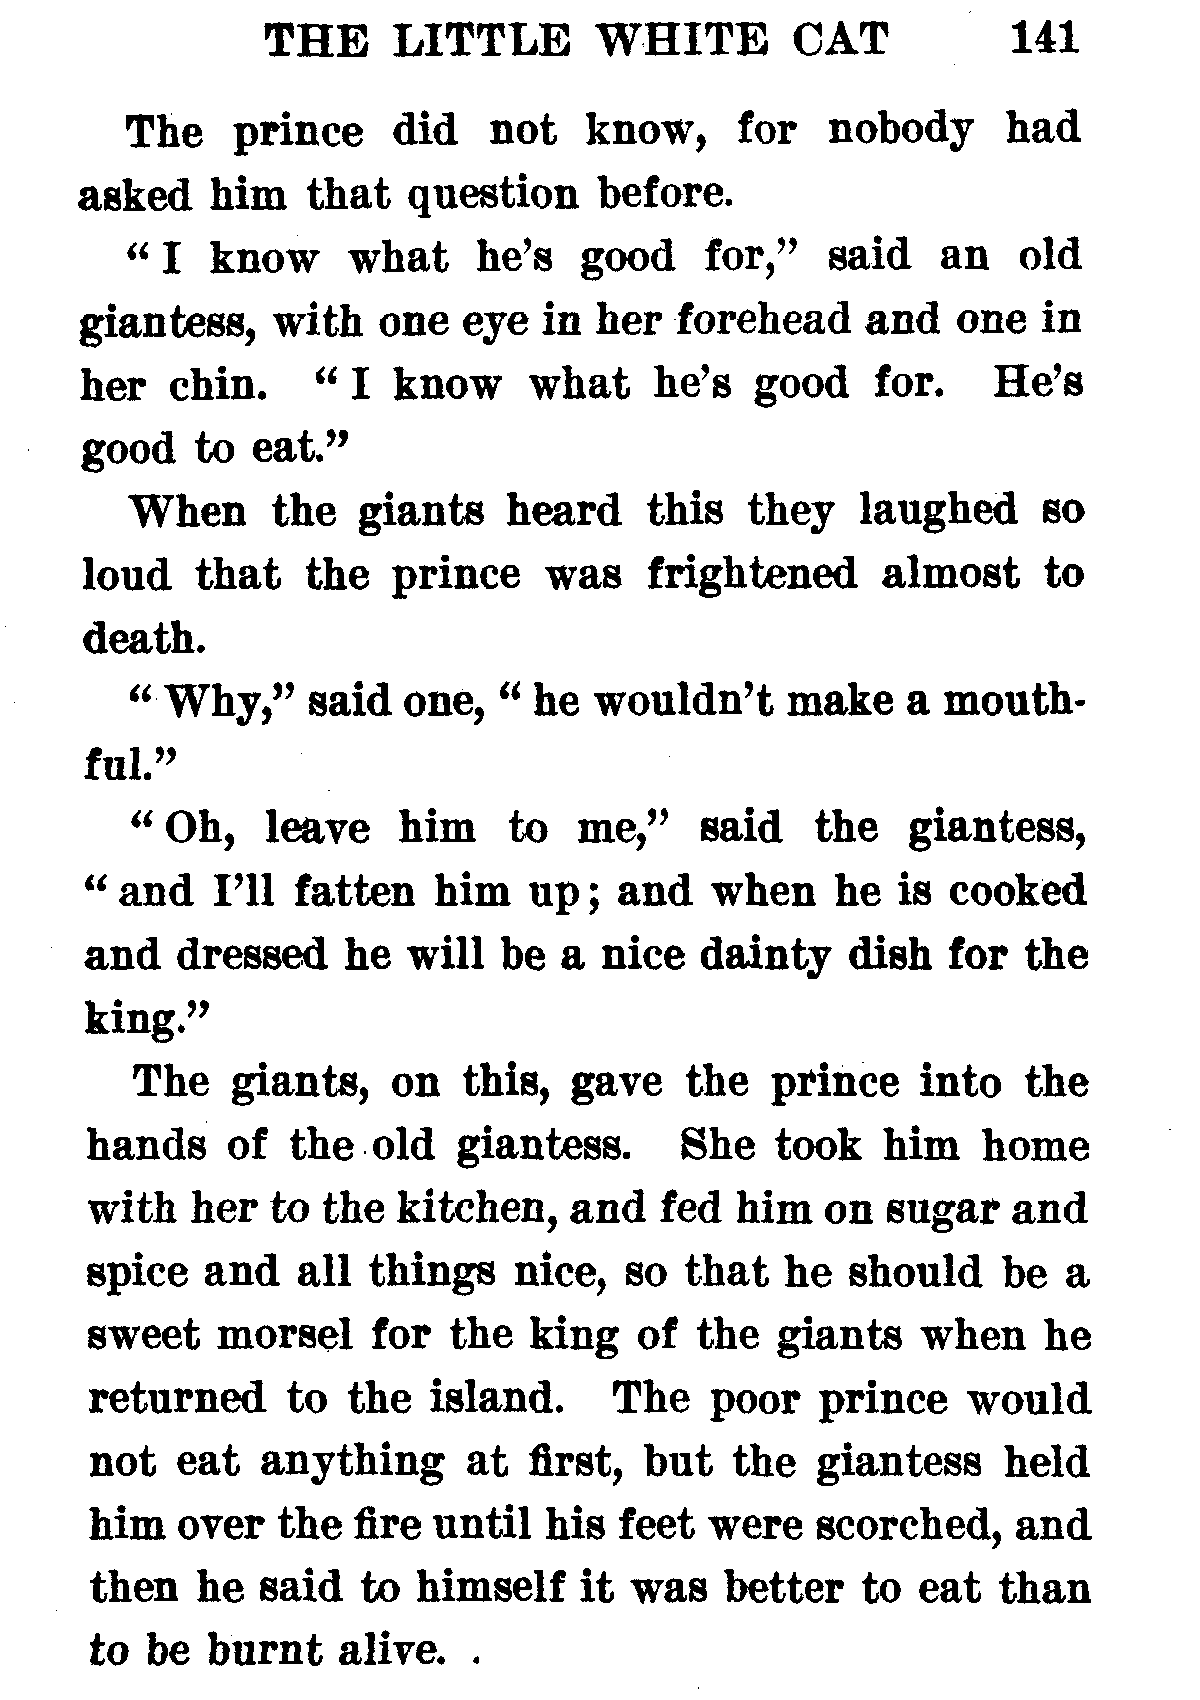 THE LITTLE WHITE CAT 141
The prince did not know, for nobody had
asked him that question before.
“ I know what he’s good for,” said an old
giantess, with one eye in her forehead and one in
her chin. “ I know what he’s good for. He’s
good to eat.”
When the giants heard this they laughed so
loud that the prince was frightened almost to
death.
“ Why,” said one, “ he wouldn’t make a mouth-
ful.”
“ Oh, leave him to me,” said the giantess,
“ and I’ll fatten him up ; and when he is cooked
and dressed he will be a nice dainty dish for the
king.”
The giants, on this, gave the prince into the
hands of the old giantess. She took him home
with her to the kitchen, and fed him on sugar and
spice and all things nice, so that he should be a
sweet morsel for the king of the giants when he
returned to the island. The poor prince would
not eat anything at first, but the giantess held
him over the fire until his feet were scorched, and
then he said to himself it was better to eat than
to be burnt alive. .